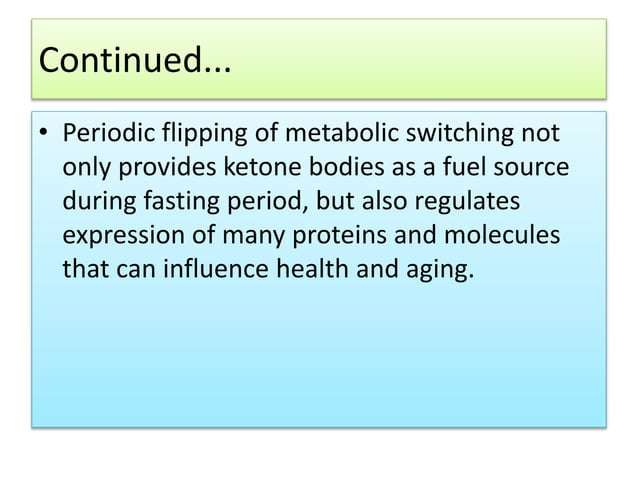 Continued...
• Periodic flipping of metabolic switching not
only provides ketone bodies as a fuel source
during fasting period, but also regulates
expression of many proteins and molecules
that can influence health and aging.